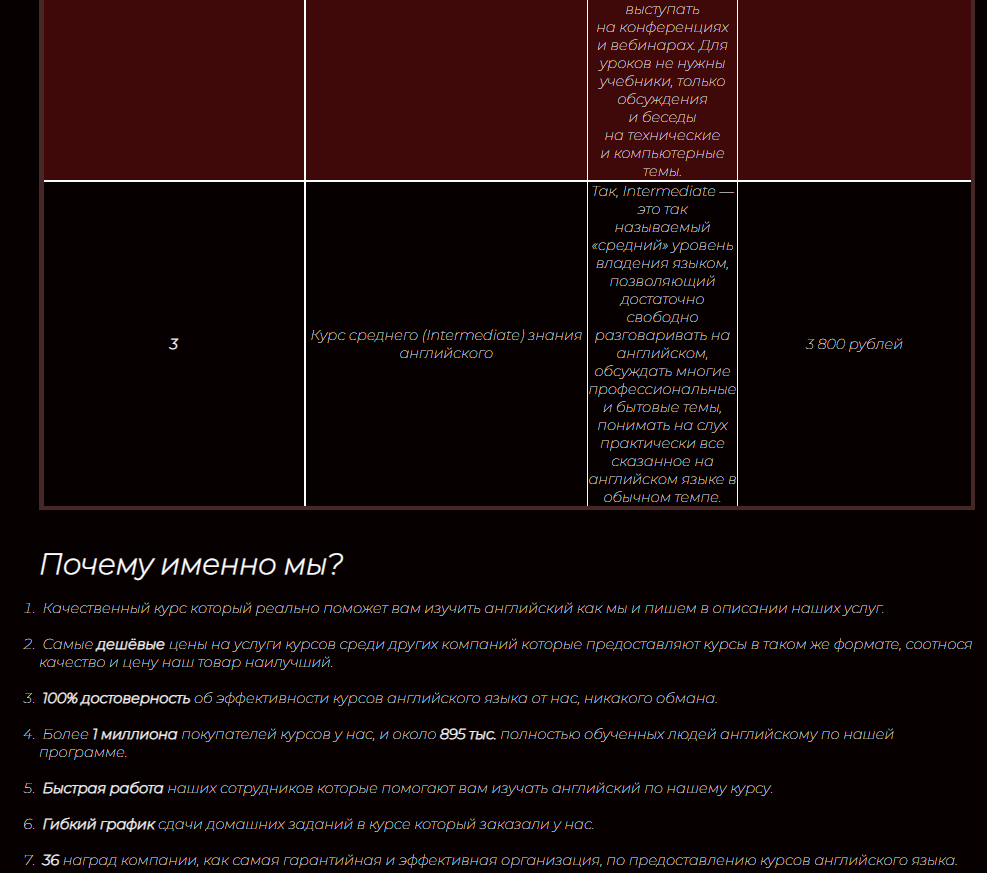 выступать
на конференциях
и вебинарах. Для
уроков не нужны
учебники, только
обсуждения
и беседы
на технические
и компьютерные
темы.
3
Курс среднего (Intermediate) знания
английского
Так, Intermediate —
это так
называемый
«средний» уровень
владения языком,
позволяющий
достаточно
свободно
разговаривать на
английском,
обсуждать многие
профессиональные
и бытовые темы,
понимать на слух
практически все
сказанное на
английском языке в
обычном темпе.
3 800 рублей
Почему именно мы?
1. Качественный курс который реально поможет вам изучить английский как мы и пишем в описании наших услуг.
2. Самые дешёвые цены на услуги курсов среди других компаний которые предоставляют курсы в таком же формате, соотнося
качество и цену наш товар наилучший.
3. 100% достоверность об эффективности курсов английского языка от нас, никакого обмана.
4. Более 1 миллиона покупателей курсов у нас, и около 895 тыс. полностью обученных людей английскому по нашей
программе.
5. Быстрая работа наших сотрудников которые помогают вам изучать английский по нашему курсу.
6. Гибкий график сдачи домашних заданий в курсе который заказали у нас.
7. 36 наград компании, как самая гарантийная и эффективная организация, по предоставлению курсов английского языка.